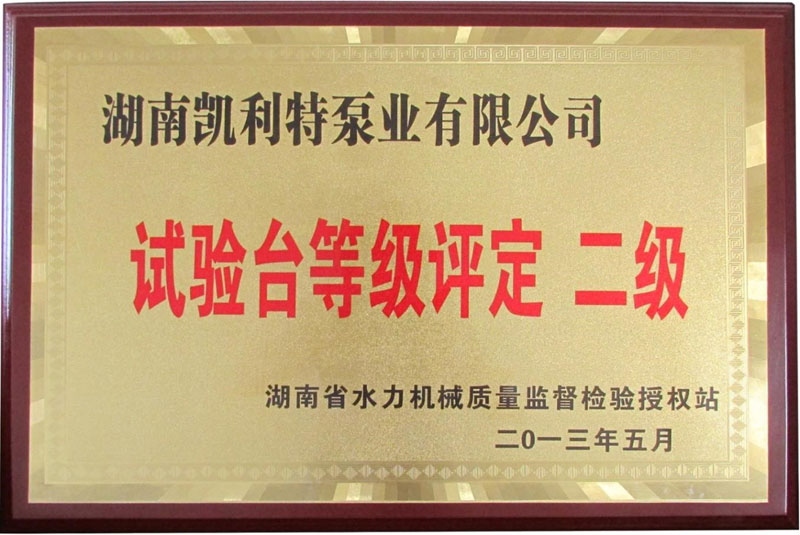 湖南凯利特泵业有限公司
试验台等级评定 二级
湖南省水力机械质量监督检验授权站
二0一三年五月